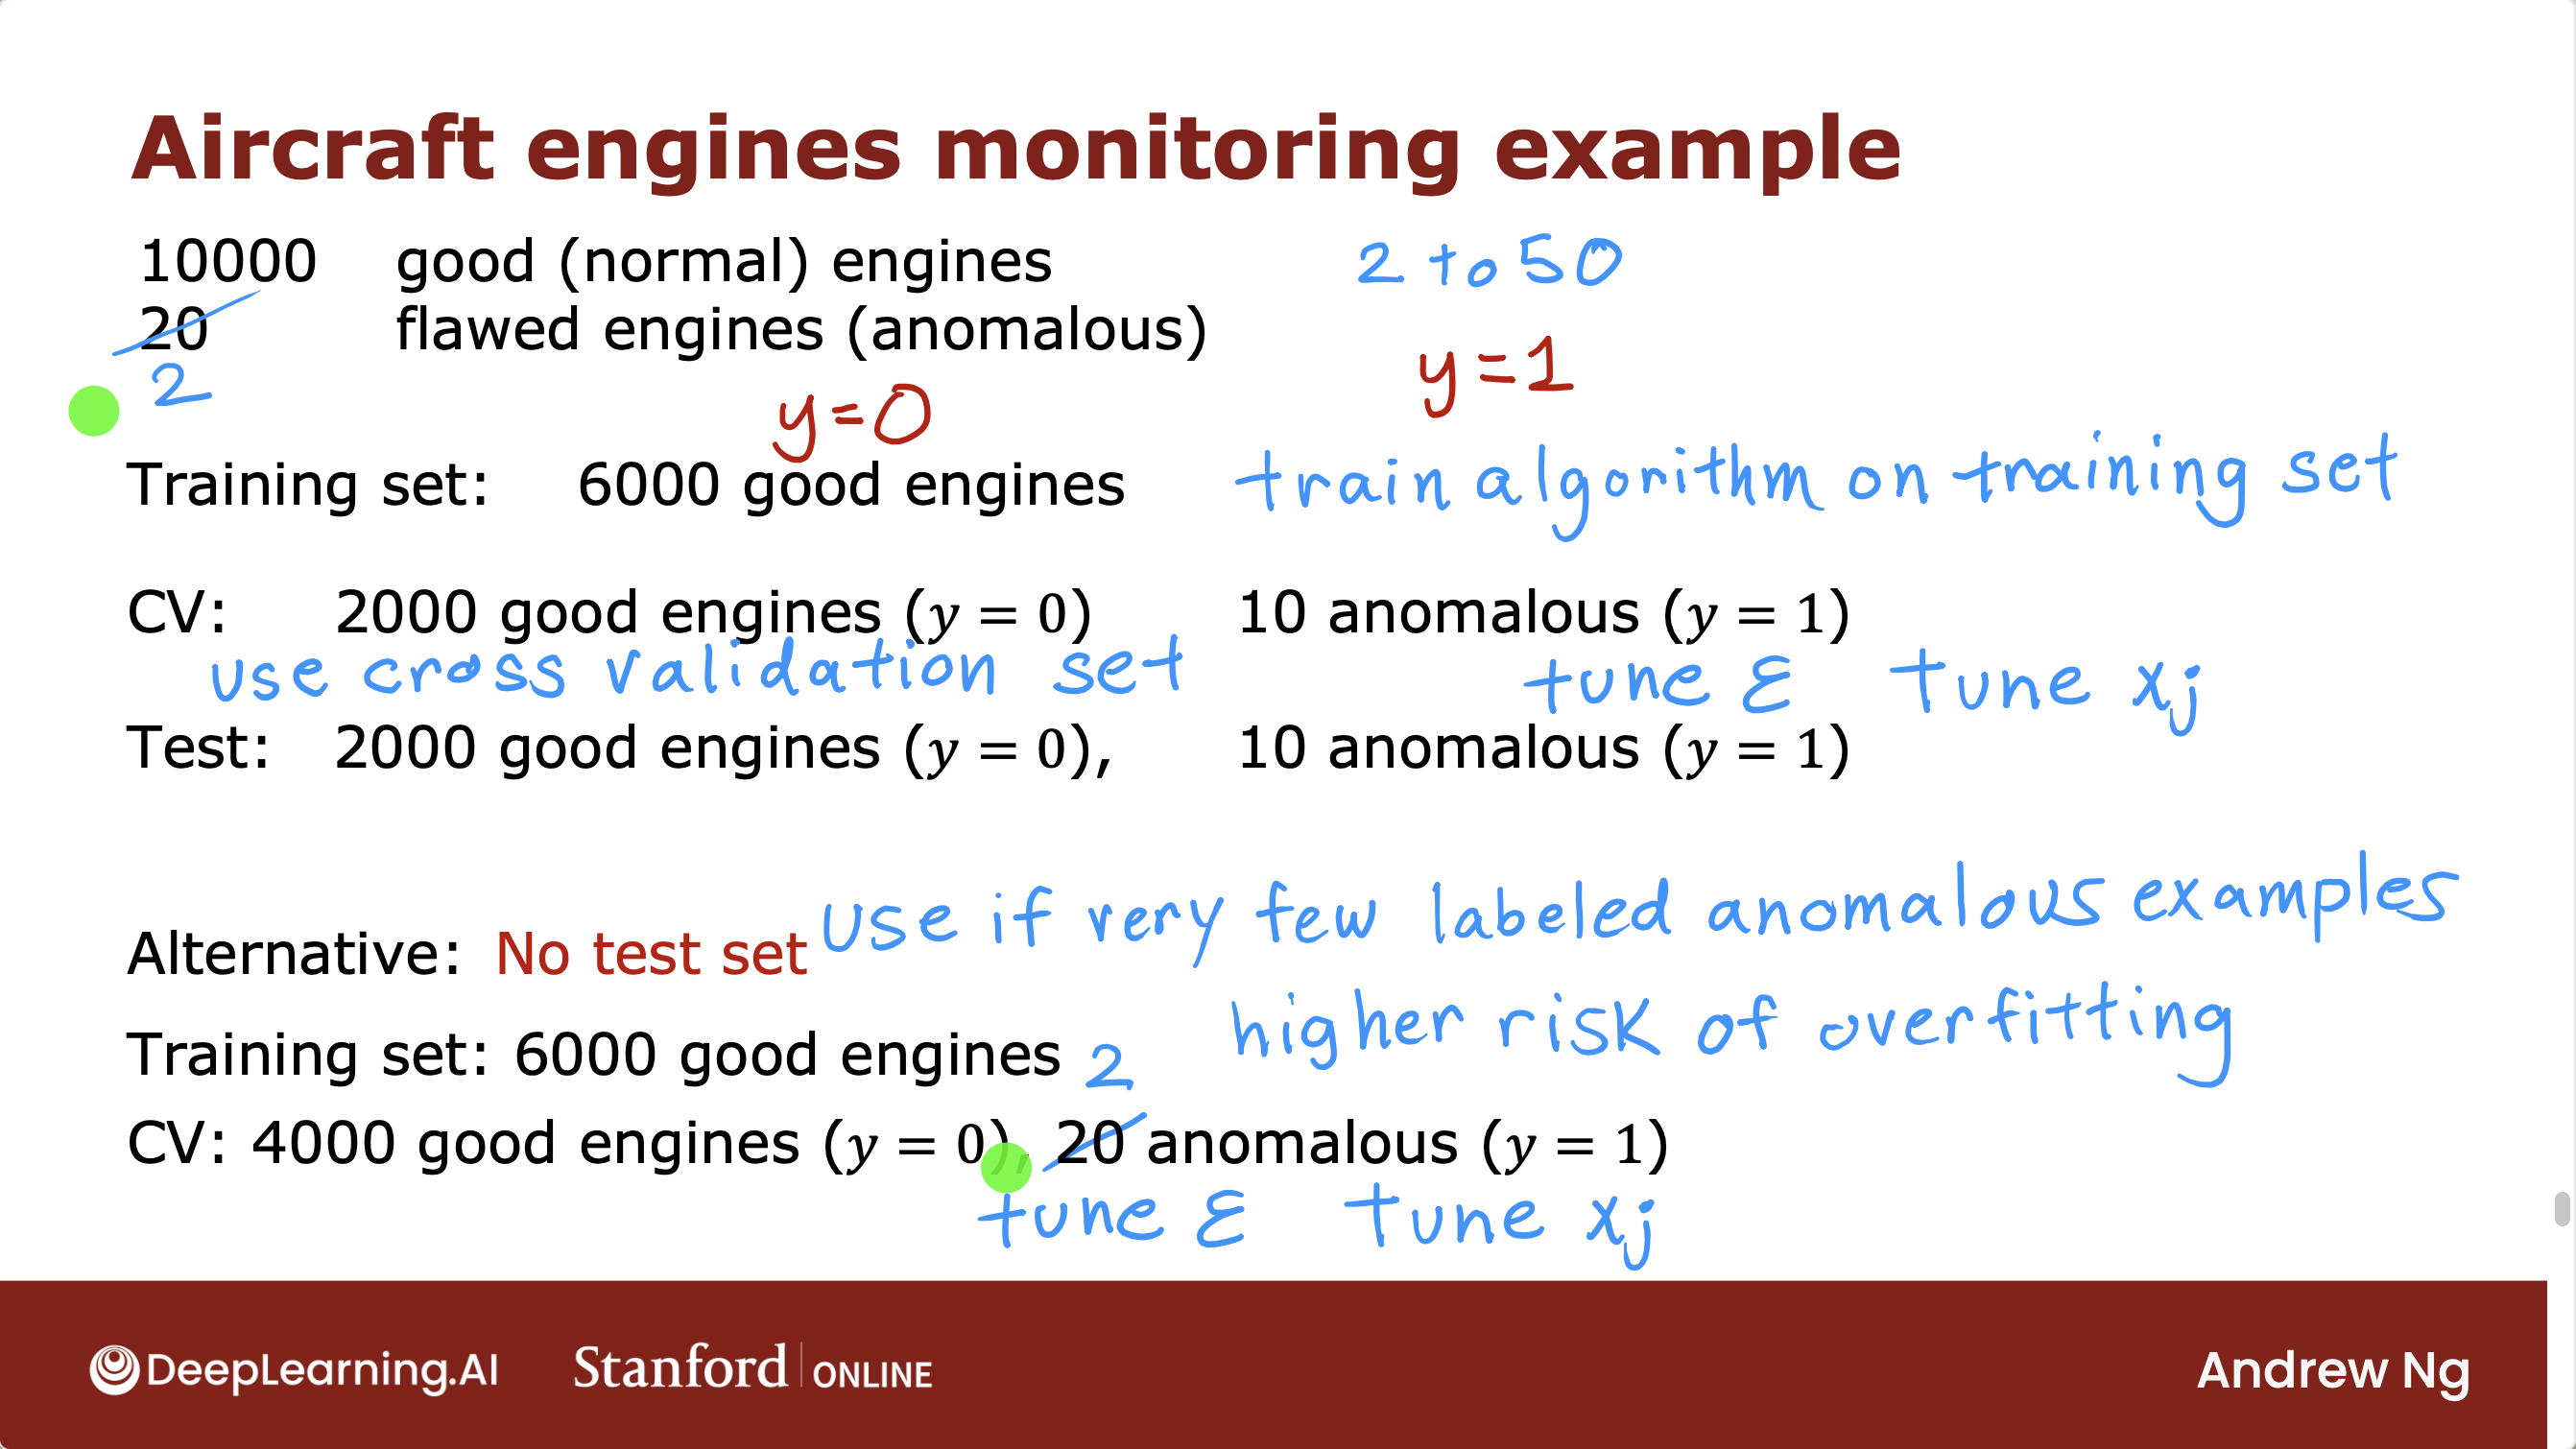 Aircraft engines monitoring example
10000 good (normal) engines 2 to 50
20 flawed engines (anomalous)
2 y=0 y=1
Training set: 6000 good engines train algorithm on training set
CV: 2000 good engines (y = 0) 10 anomalous (y = 1)
use cross validation set tune ε tune xj
Test: 2000 good engines (y = 0), 10 anomalous (y = 1)
Alternative: No test set use if very few labeled anomalous examples
higher risk of overfitting
Training set: 6000 good engines 2
CV: 4000 good engines (y = 0), 20 anomalous (y = 1)
tune ε tune xj
DeepLearning.AI Stanford ONLINE Andrew Ng